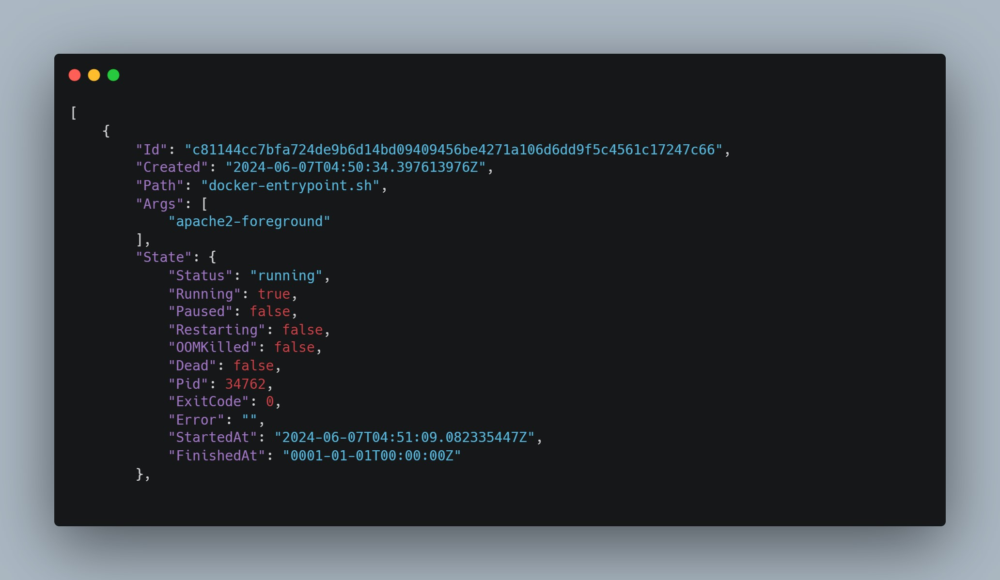 [
    {
        "Id": "c81144cc7bfa724de9b6d14bd09409456be4271a106d6dd9f5c4561c17247c66",
        "Created": "2024-06-07T04:50:34.397613976Z",
        "Path": "docker-entrypoint.sh",
        "Args": [
            "apache2-foreground"
        ],
        "State": {
            "Status": "running",
            "Running": true,
            "Paused": false,
            "Restarting": false,
            "OOMKilled": false,
            "Dead": false,
            "Pid": 34762,
            "ExitCode": 0,
            "Error": "",
            "StartedAt": "2024-06-07T04:51:09.082335447Z",
            "FinishedAt": "0001-01-01T00:00:00Z"
        },